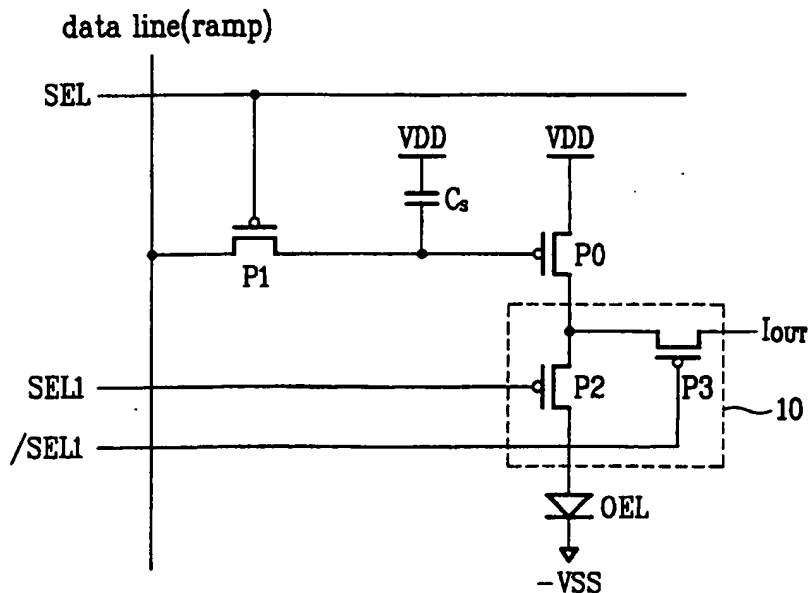 data line(ramp)
SEL
VDD
VDD
Cs
P1
P0
IOUT
SEL1
P2
P3
10
/SEL1
OEL
-VSS